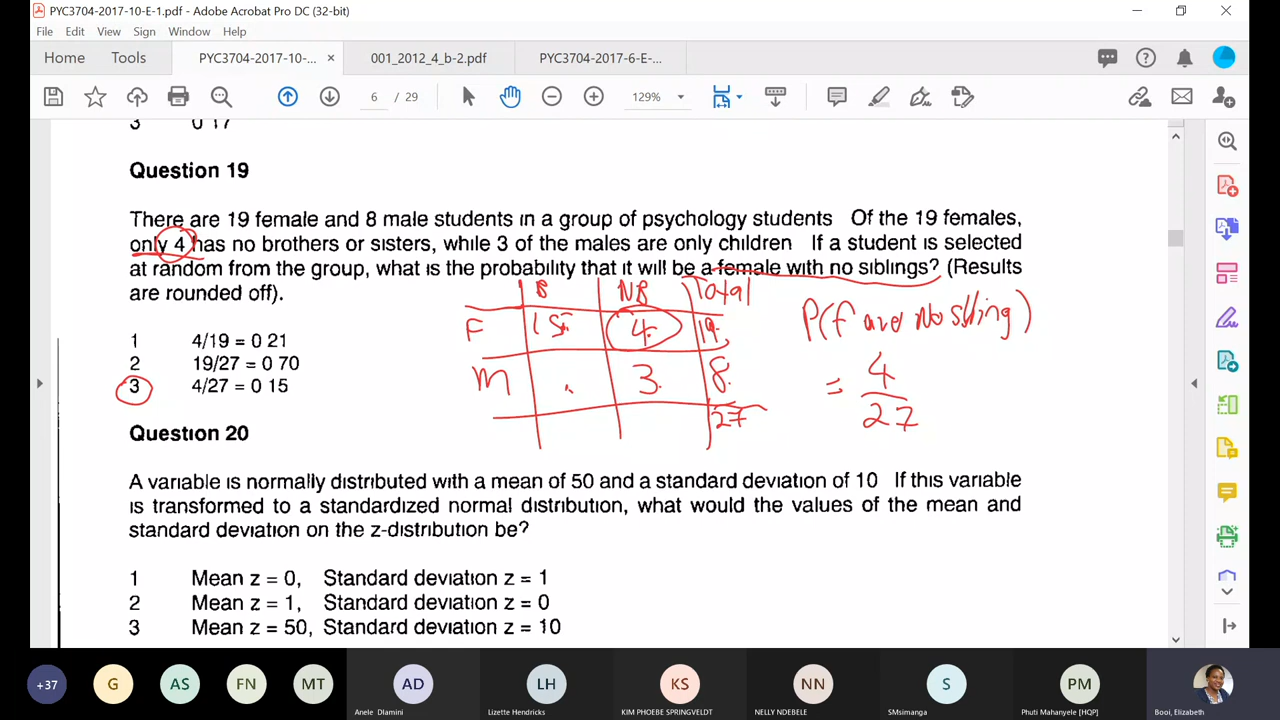 PYC3704-2017-10-E-1.pdf - Adobe Acrobat Pro DC (32-bit)
File Edit View Sign Window Help
Home Tools PYC3704-2017-10-... × 001_2012_4_b-2.pdf PYC3704-2017-6-E-...
6 / 29 129%
3 0 17
Question 19
There are 19 female and 8 male students in a group of psychology students Of the 19 females,
only 4 has no brothers or sisters, while 3 of the males are only children If a student is selected
at random from the group, what is the probability that it will be a female with no siblings? (Results
are rounded off).
B NB Total
F 15 4 19
M 3 8
27
P(f and No sibling)
= 4
27
1 4/19 = 0 21
2 19/27 = 0 70
3 4/27 = 0 15
Question 20
A variable is normally distributed with a mean of 50 and a standard deviation of 10 If this variable
is transformed to a standardized normal distribution, what would the values of the mean and
standard deviation on the z-distribution be?
1 Mean z = 0, Standard deviation z = 1
2 Mean z = 1, Standard deviation z = 0
3 Mean z = 50, Standard deviation z = 10
+37 G AS FN MT AD LH KS NN S PM
Anele Dlamini Lizette Hendricks KIM PHOEBE SPRINGVELDT NELLY NDEBELE SMsimanga Phuti Mahanyele [HQP] Booi, Elizabeth